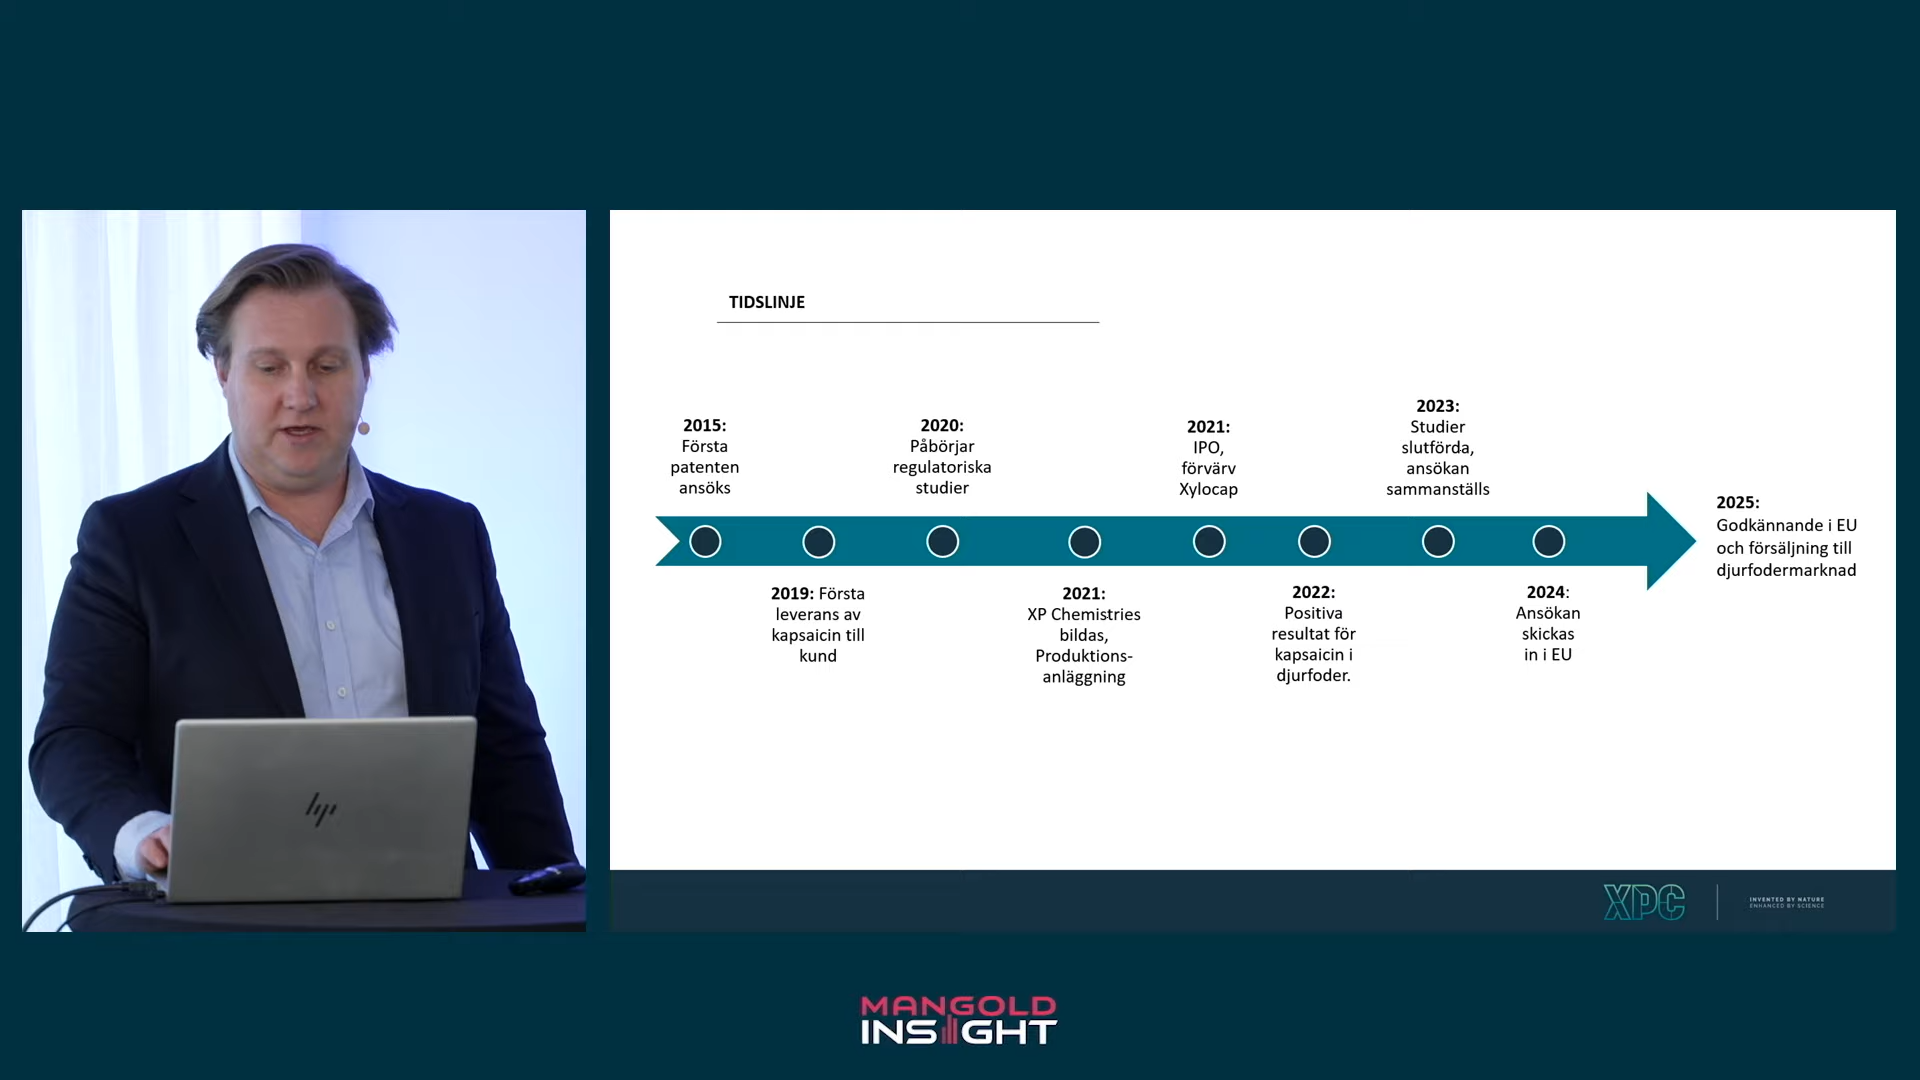 TIDSLINJE
2015:
Första
patenten
ansöks
2019: Första
leverans av
kapsaicin till
kund
2020:
Påbörjar
regulatoriska
studier
2021:
XP Chemistries
bildas,
Produktions-
anläggning
2021:
IPO,
förvärv
Xylocap
2022:
Positiva
resultat för
kapsaicin i
djurfoder.
2023:
Studier
slutförda,
ansökan
sammanställs
2024:
Ansökan
skickas
in i EU
2025:
Godkännande i EU
och försäljning till
djurfodermarknad
hp
XPC
INVENTED BY NATURE
ENHANCED BY SCIENCE
MANGOLD
INSIGHT